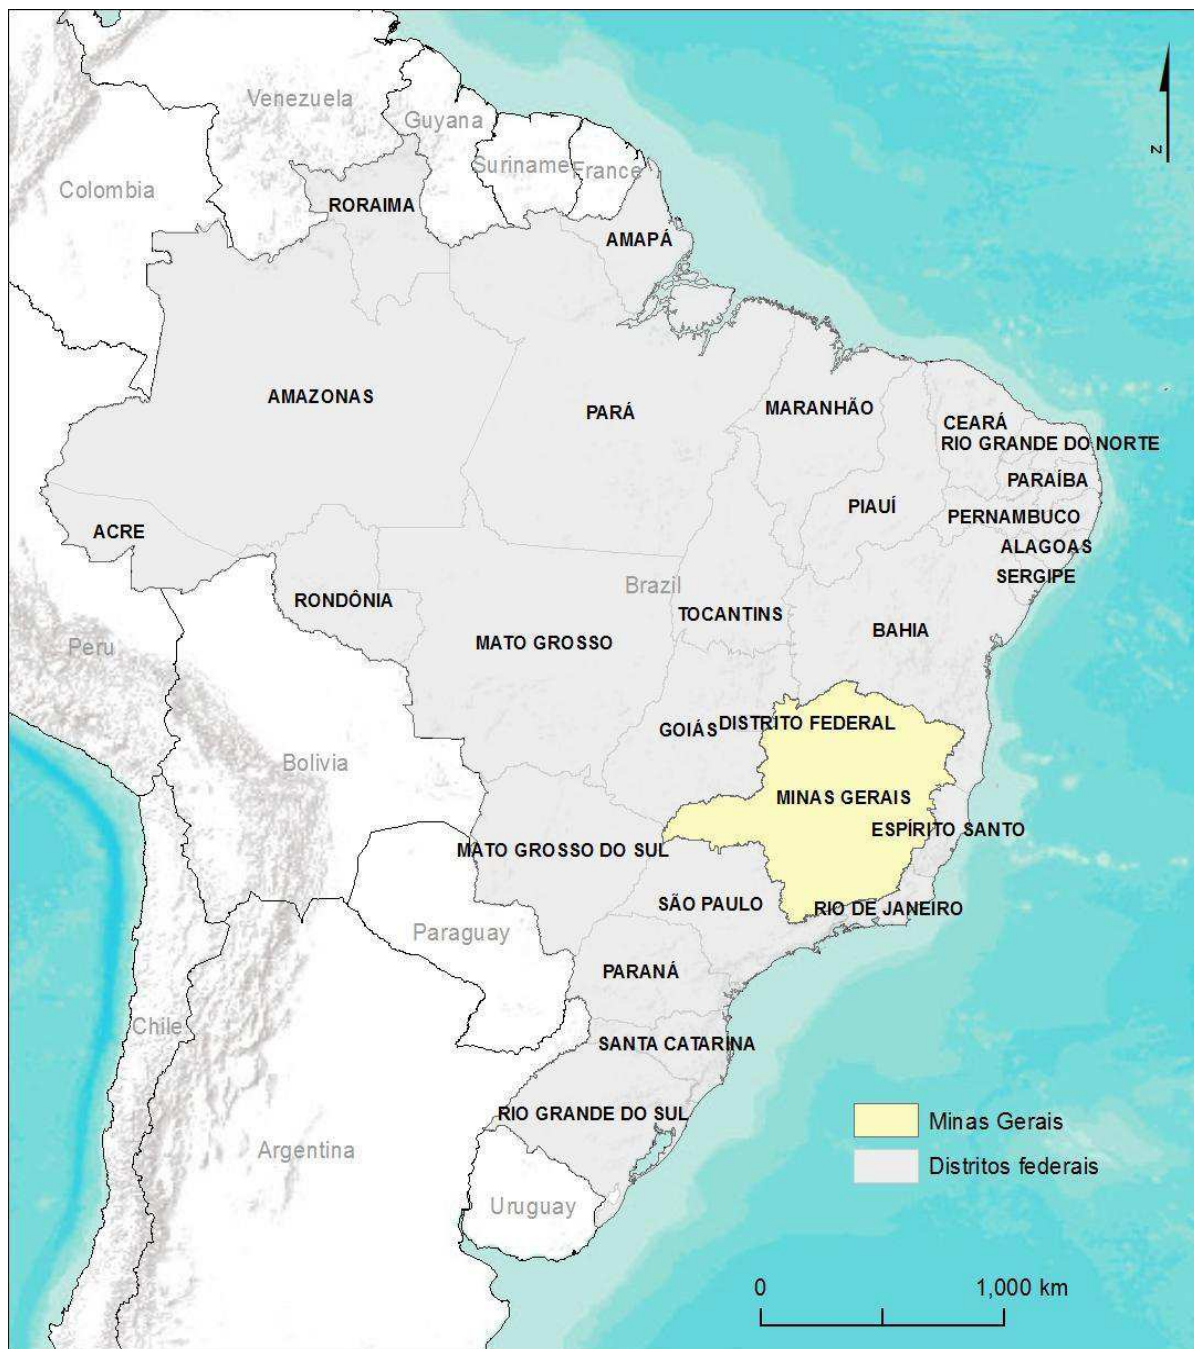 Venezuela
Guyana
Suriname
France
Colombia
RORAIMA
AMAPÁ
AMAZONAS
PARÁ
MARANHÃO
CEARÁ
RIO GRANDE DO NORTE
PARAÍBA
PIAUÍ
PERNAMBUCO
ACRE
ALAGOAS
SERGIPE
Brazil
RONDÔNIA
TOCANTINS
BAHIA
MATO GROSSO
Peru
GOIÁS
DISTRITO FEDERAL
Bolivia
MINAS GERAIS
ESPÍRITO SANTO
MATO GROSSO DO SUL
SÃO PAULO
RIO DE JANEIRO
Paraguay
PARANÁ
Chile
SANTA CATARINA
RIO GRANDE DO SUL
Argentina
Uruguay
N
Minas Gerais
Distritos federais
0 1,000 km